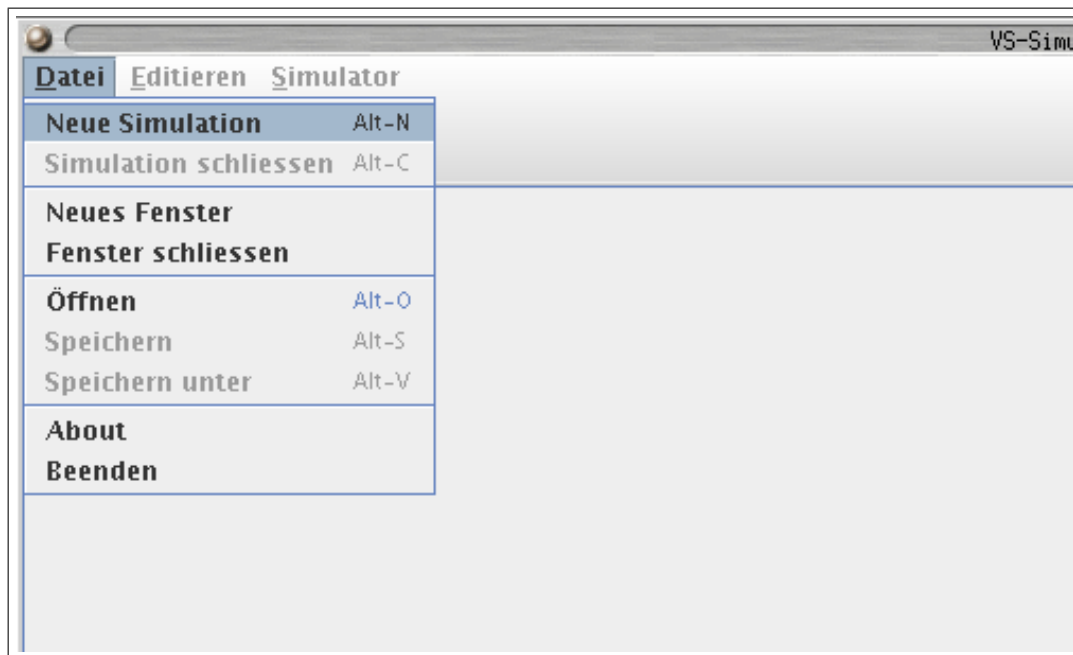 VS-Simu
Datei Editieren Simulator
Neue Simulation Alt-N
Simulation schliessen Alt-C
Neues Fenster
Fenster schliessen
Öffnen Alt-O
Speichern Alt-S
Speichern unter Alt-V
About
Beenden